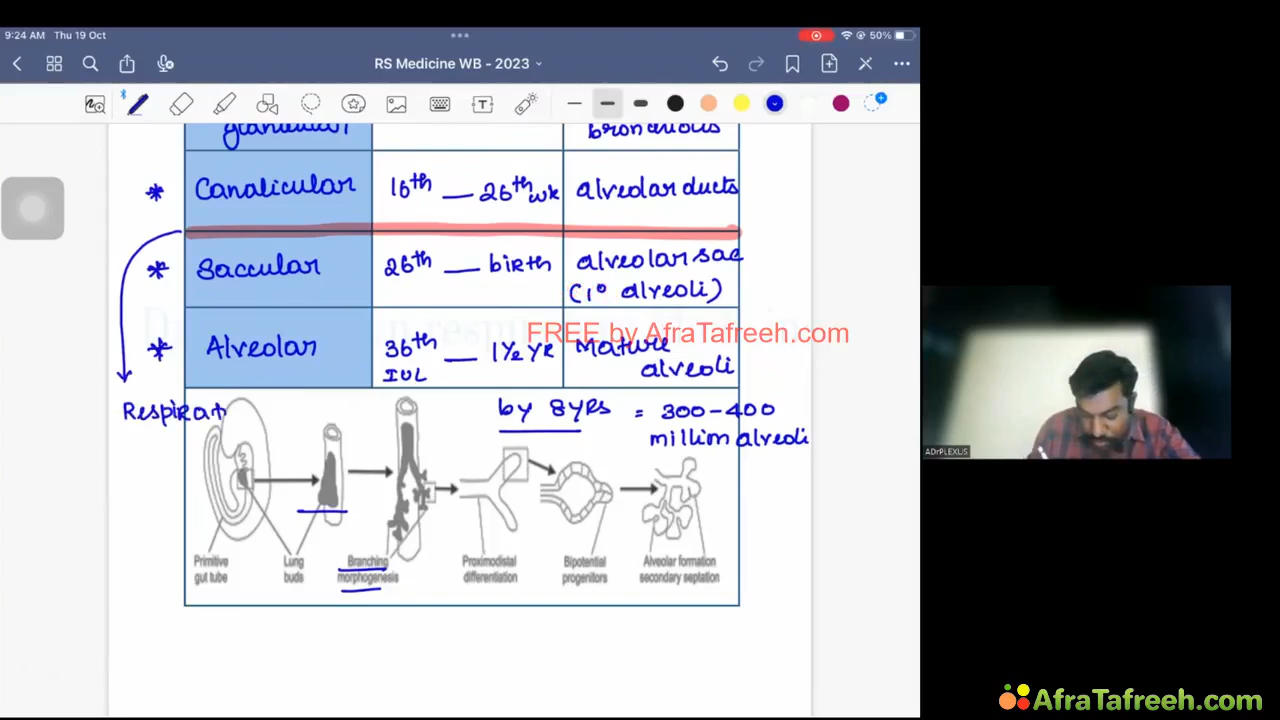 9:24 AM Thu 19 Oct
50%
RS Medicine WB - 2023
glandular
bronchiols
* Canalicular 16th — 26th wk alveolar ducts
* Saccular 26th — birth alveolar sac
(1° alveoli)
FREE by AfraTafreeh.com
* Alveolar 36th — 1½ yr Mature
IUL alveoli
Respirat
by 8yrs = 300-400
million alveoli
Primitive
gut tube
Lung
buds
Branching
morphogenesis
Proximodistal
differentiation
Bipotential
progenitors
Alveolar formation
secondary septation
ADrPLEXUS
AfraTafreeh.com